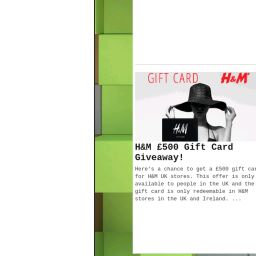 GIFT CARD H&M
H&M
H&M £500 Gift Card
Giveaway!
Here's a chance to get a £500 gift car
for H&M UK stores. This offer is only
available to people in the UK and the
gift card is only redeemable in H&M
stores in the UK and Ireland. ...